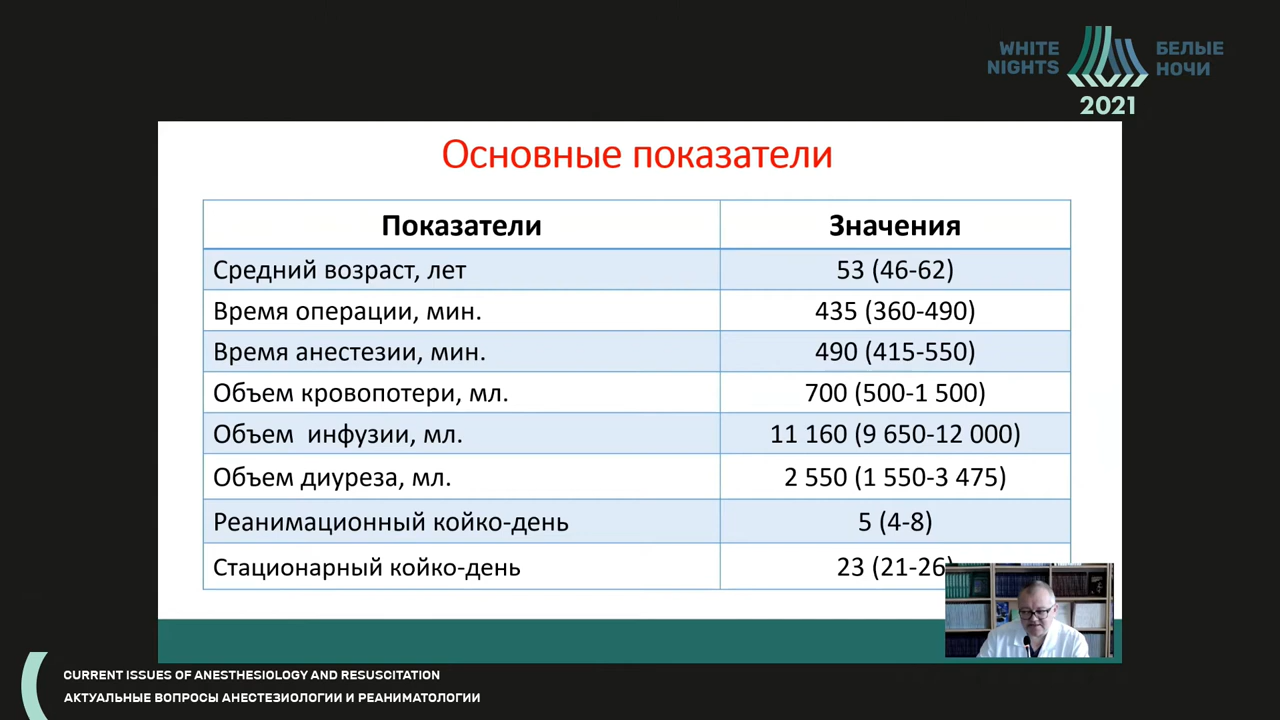 WHITE NIGHTS
БЕЛЫЕ НОЧИ
2021
Основные показатели
Показатели Значения
Средний возраст, лет 53 (46-62)
Время операции, мин. 435 (360-490)
Время анестезии, мин. 490 (415-550)
Объем кровопотери, мл. 700 (500-1 500)
Объем инфузии, мл. 11 160 (9 650-12 000)
Объем диуреза, мл. 2 550 (1 550-3 475)
Реанимационный койко-день 5 (4-8)
Стационарный койко-день 23 (21-26)
CURRENT ISSUES OF ANESTHESIOLOGY AND RESUSCITATION
АКТУАЛЬНЫЕ ВОПРОСЫ АНЕСТЕЗИОЛОГИИ И РЕАНИМАТОЛОГИИ